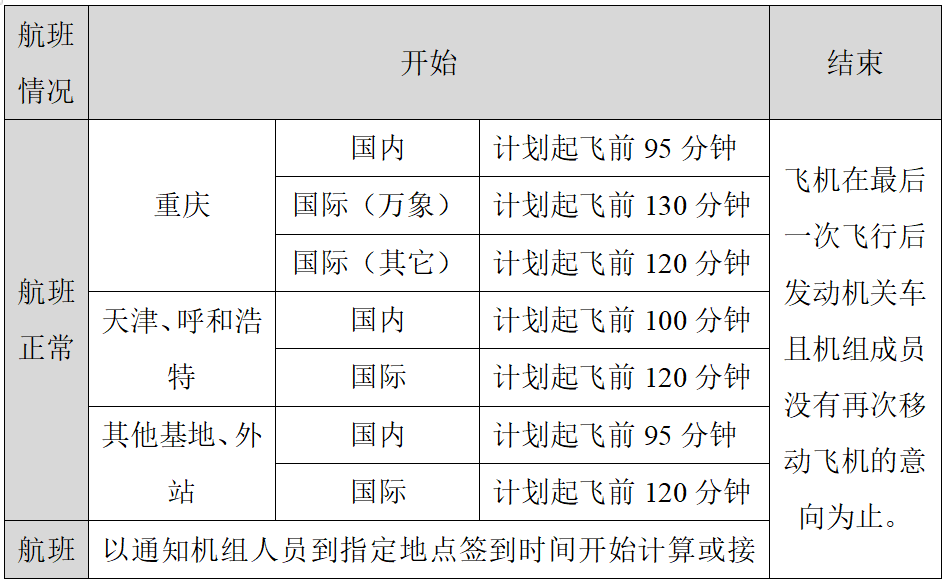 航班
情况
开始
结束
航班
正常
重庆
国内
计划起飞前 95 分钟
国际（万象）
计划起飞前 130 分钟
国际（其它）
计划起飞前 120 分钟
天津、呼和浩
特
国内
计划起飞前 100 分钟
国际
计划起飞前 120 分钟
其他基地、外
站
国内
计划起飞前 95 分钟
国际
计划起飞前 120 分钟
飞机在最后
一次飞行后
发动机关车
且机组成员
没有再次移
动飞机的意
向为止。
航班
以通知机组人员到指定地点签到时间开始计算或接